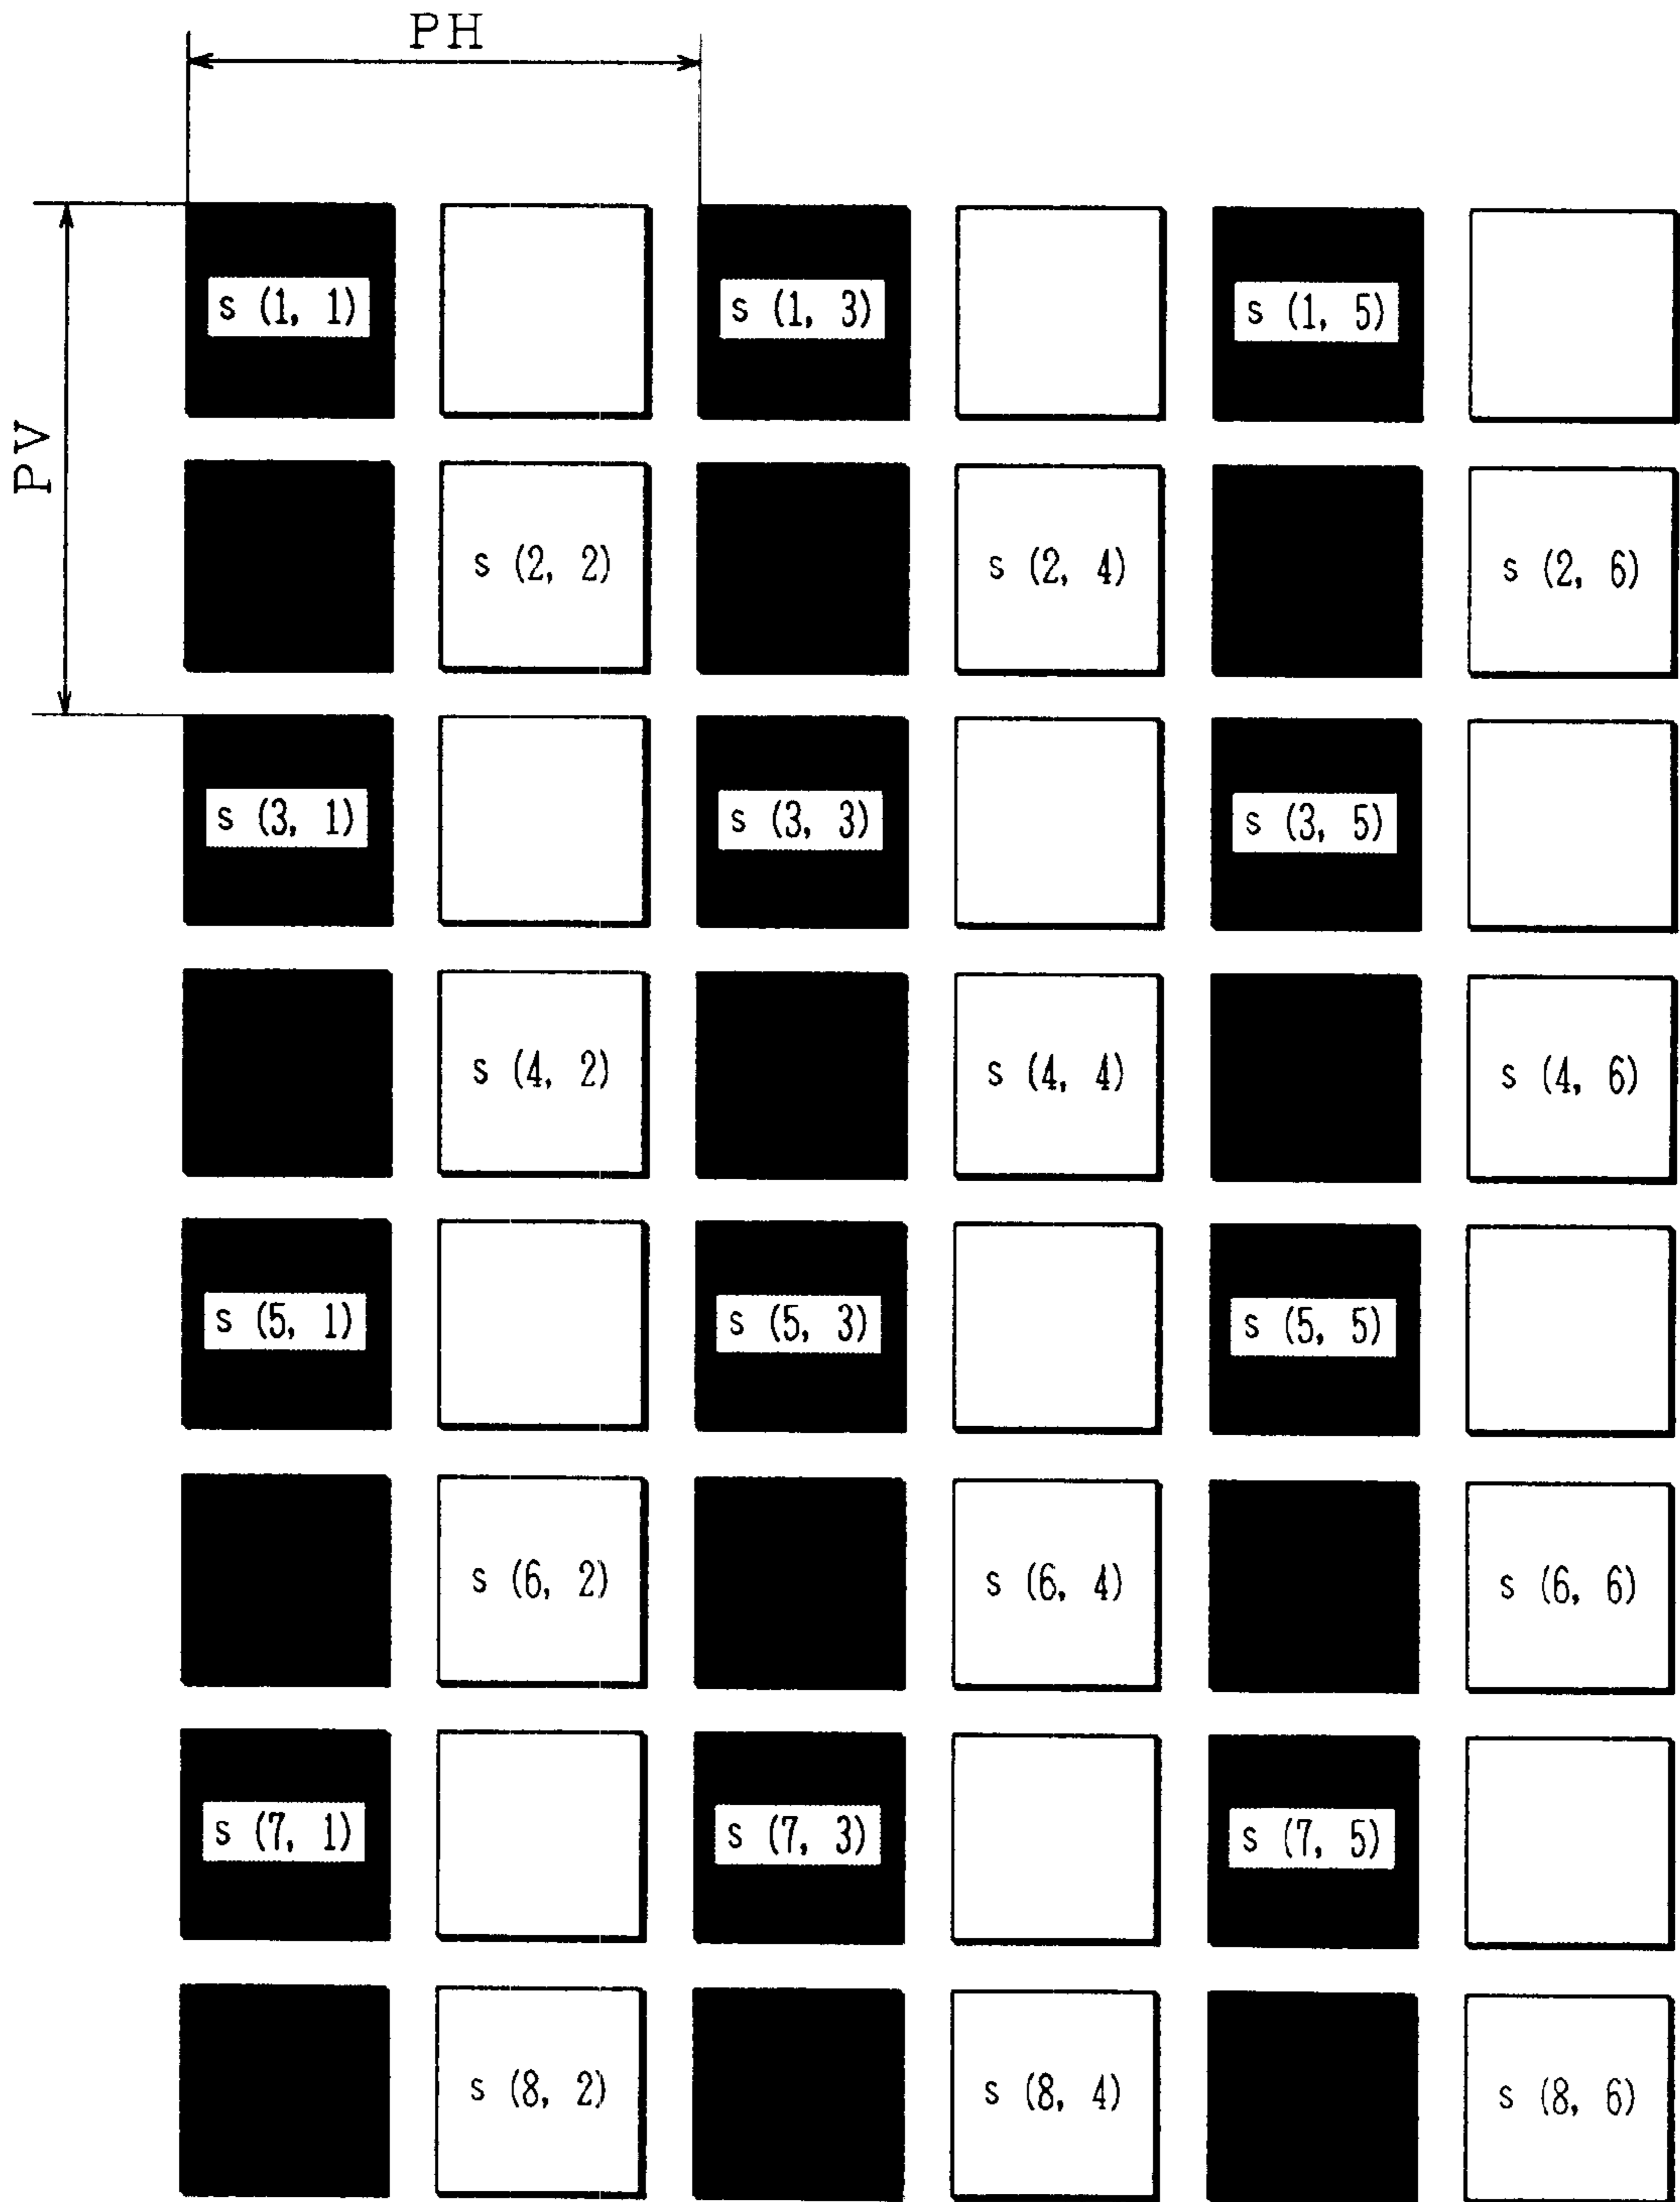 PH
PV
s (1, 1) s (1, 3) s (1, 5)
s (2, 2) s (2, 4) s (2, 6)
s (3, 1) s (3, 3) s (3, 5)
s (4, 2) s (4, 4) s (4, 6)
s (5, 1) s (5, 3) s (5, 5)
s (6, 2) s (6, 4) s (6, 6)
s (7, 1) s (7, 3) s (7, 5)
s (8, 2) s (8, 4) s (8, 6)